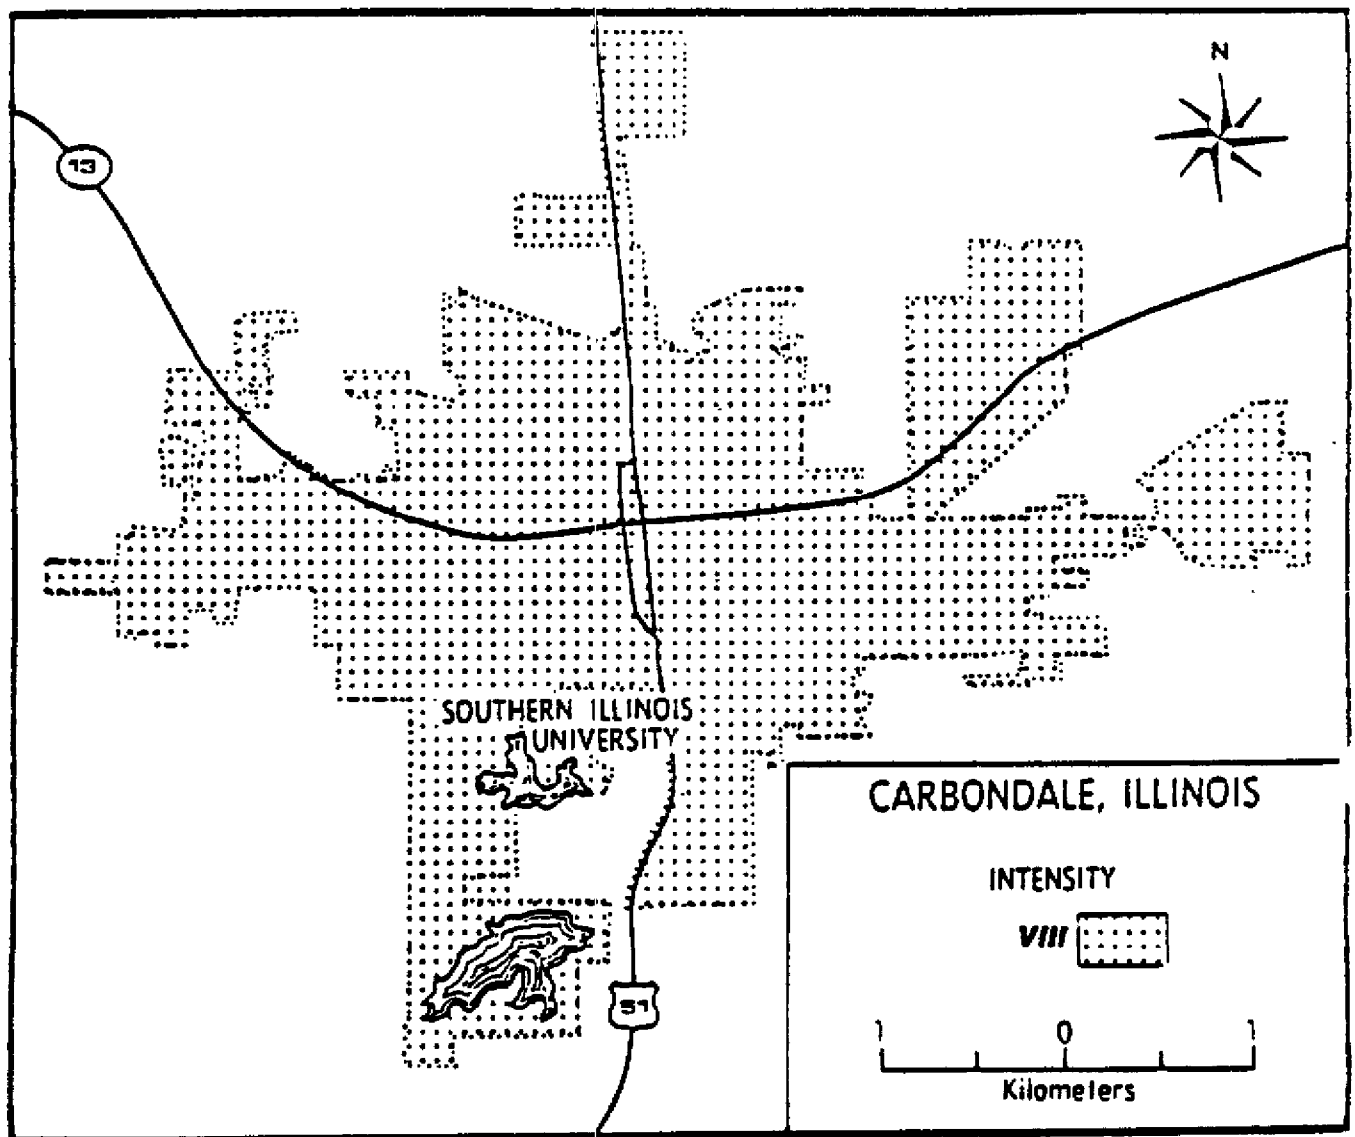 N
13
SOUTHERN ILLINOIS
UNIVERSITY
CARBONDALE, ILLINOIS
INTENSITY
VIII
51
1 0 1
Kilometers